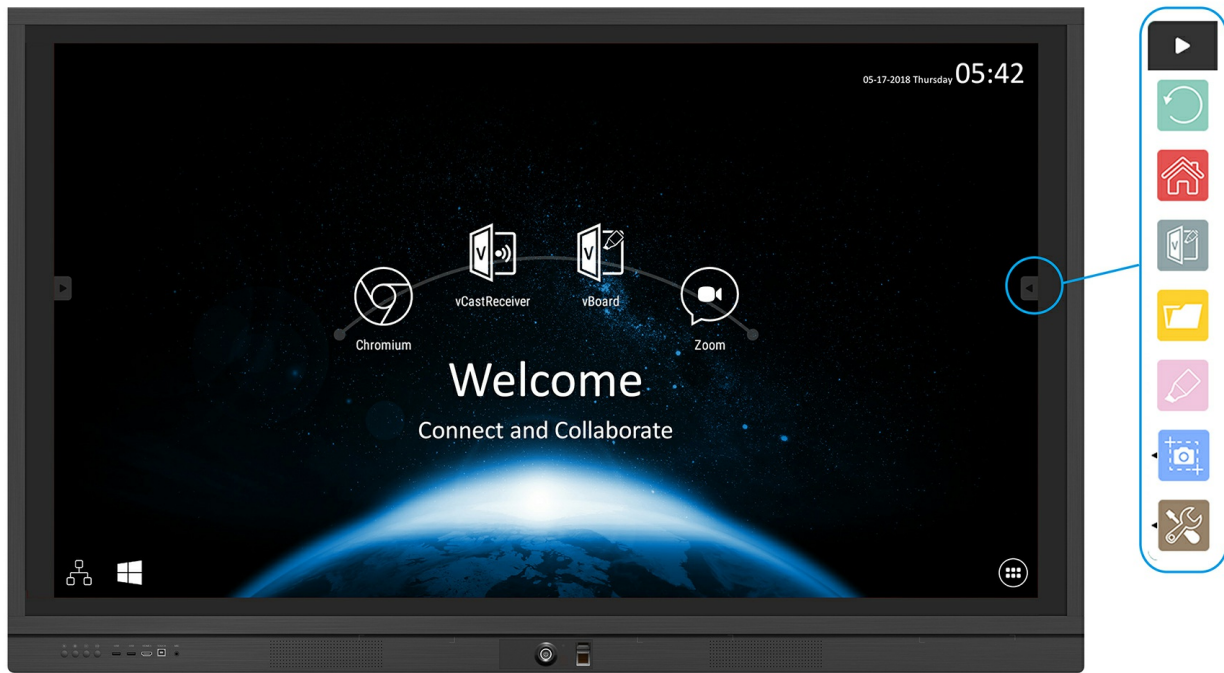 05-17-2018 Thursday 05:42
vCastReceiver
vBoard
Chromium
Zoom
Welcome
Connect and Collaborate